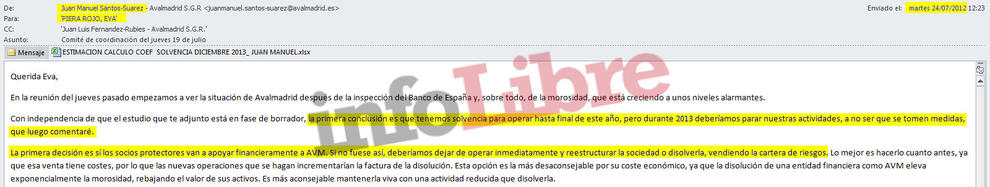 De: Juan Manuel Santos-Suarez - Avalmadrid S.G.R <juanmanuel.santos-suarez@avalmadrid.es> Enviado el: martes 24/07/2012 12:23
Para: 'PIERA ROJO, EVA'
CC: 'Juan Luis Fernandez-Rubies - Avalmadrid S.G.R.'
Asunto: Comité de coordinación del jueves 19 de julio
Mensaje ESTIMACION CALCULO COEF SOLVENCIA DICIEMBRE 2013_ JUAN MANUEL.xlsx
Querida Eva,
En la reunión del jueves pasado empezamos a ver la situación de Avalmadrid después de la inspección del Banco de España y, sobre todo, de la morosidad, que está creciendo a unos niveles alarmantes.
Con independencia de que el estudio que te adjunto está en fase de borrador, la primera conclusión es que tenemos solvencia para operar hasta final de este año, pero durante 2013 deberíamos parar nuestras actividades, a no ser que se tomen medidas,
que luego comentaré.
La primera decisión es si los socios protectores van a apoyar financieramente a AVM. Si no fuese así, deberíamos dejar de operar inmediatamente y reestructurar la sociedad o disolverla, vendiendo la cartera de riesgos. Lo mejor es hacerlo cuanto antes, ya
que esa venta tiene costes, por lo que las nuevas operaciones que se hagan incrementarían la factura de la disolución. Esta opción es la más desaconsejable por su coste económico, ya que la disolución de una entidad financiera como AVM eleva
exponencialmente la morosidad, rebajando el valor de sus activos. Es más aconsejable mantenerla viva con una actividad reducida que disolverla.
infoLibre